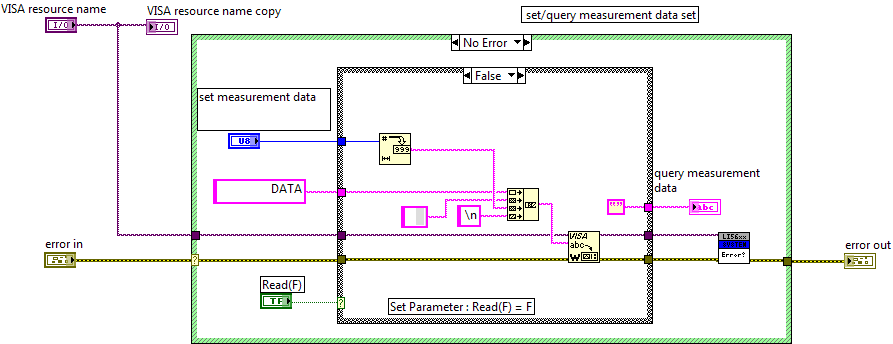 VISA resource name
VISA resource name copy
set/query measurement data set
I/O
I/O
No Error
False
set measurement data
U8
#
999
DATA
query measurement
data
\n
""
abc
VISA
abc
W
LIS6xx
Error?
error in
error out
?
Read(F)
TF
?
Set Parameter : Read(F) = F